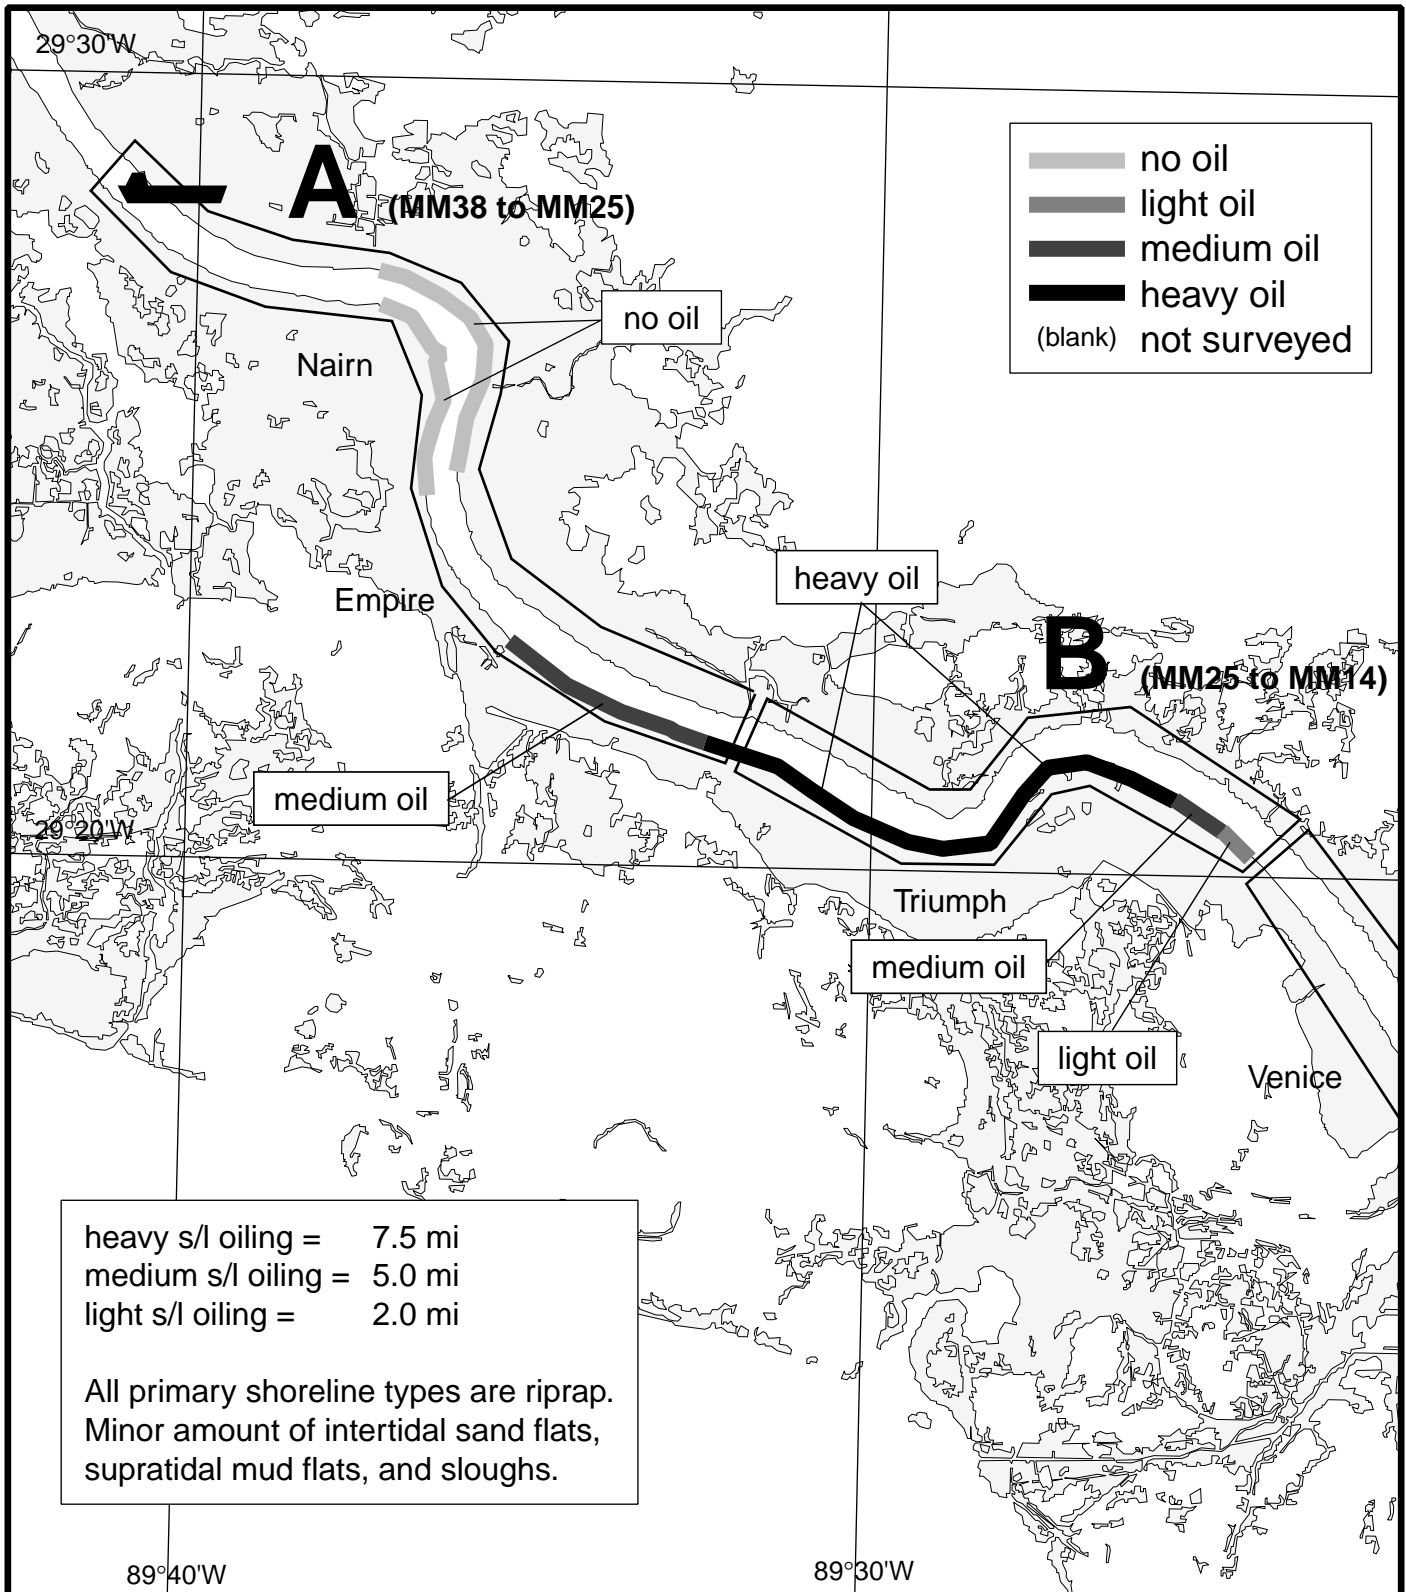 29°30'W
A (MM38 to MM25)
no oil
light oil
medium oil
heavy oil
(blank) not surveyed
no oil
Nairn
heavy oil
Empire
B (MM25 to MM14)
medium oil
29°20'W
Triumph
medium oil
light oil
Venice
heavy s/l oiling = 7.5 mi
medium s/l oiling = 5.0 mi
light s/l oiling = 2.0 mi
All primary shoreline types are riprap.
Minor amount of intertidal sand flats,
supratidal mud flats, and sloughs.
89°40'W
89°30'W